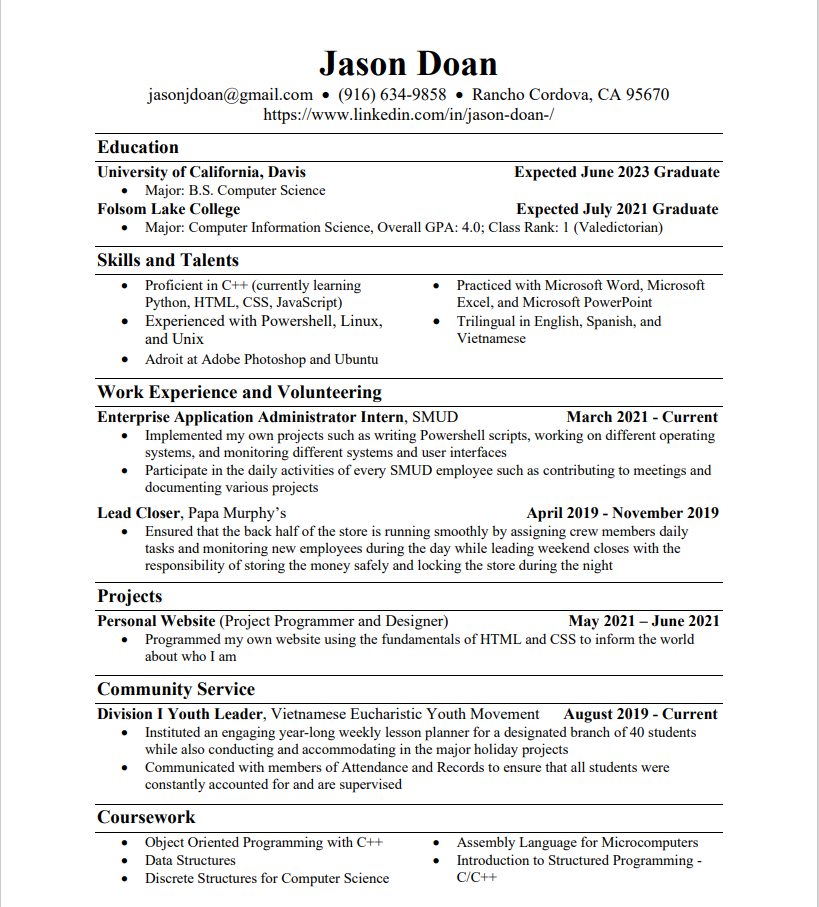 Jason Doan
jasonjdoan@gmail.com ● (916) 634-9858 ● Rancho Cordova, CA 95670
https://www.linkedin.com/in/jason-doan-/
Education
University of California, Davis Expected June 2023 Graduate
● Major: B.S. Computer Science
Folsom Lake College Expected July 2021 Graduate
● Major: Computer Information Science, Overall GPA: 4.0; Class Rank: 1 (Valedictorian)
Skills and Talents
● Proficient in C++ (currently learning
Python, HTML, CSS, JavaScript)
● Experienced with Powershell, Linux,
and Unix
● Adroit at Adobe Photoshop and Ubuntu
● Practiced with Microsoft Word, Microsoft
Excel, and Microsoft PowerPoint
● Trilingual in English, Spanish, and
Vietnamese
Work Experience and Volunteering
Enterprise Application Administrator Intern, SMUD March 2021 - Current
● Implemented my own projects such as writing Powershell scripts, working on different operating
systems, and monitoring different systems and user interfaces
● Participate in the daily activities of every SMUD employee such as contributing to meetings and
documenting various projects
Lead Closer, Papa Murphy’s April 2019 - November 2019
● Ensured that the back half of the store is running smoothly by assigning crew members daily
tasks and monitoring new employees during the day while leading weekend closes with the
responsibility of storing the money safely and locking the store during the night
Projects
Personal Website (Project Programmer and Designer) May 2021 – June 2021
● Programmed my own website using the fundamentals of HTML and CSS to inform the world
about who I am
Community Service
Division I Youth Leader, Vietnamese Eucharistic Youth Movement August 2019 - Current
● Instituted an engaging year-long weekly lesson planner for a designated branch of 40 students
while also conducting and accommodating in the major holiday projects
● Communicated with members of Attendance and Records to ensure that all students were
constantly accounted for and are supervised
Coursework
● Object Oriented Programming with C++
● Data Structures
● Discrete Structures for Computer Science
● Assembly Language for Microcomputers
● Introduction to Structured Programming -
C/C++